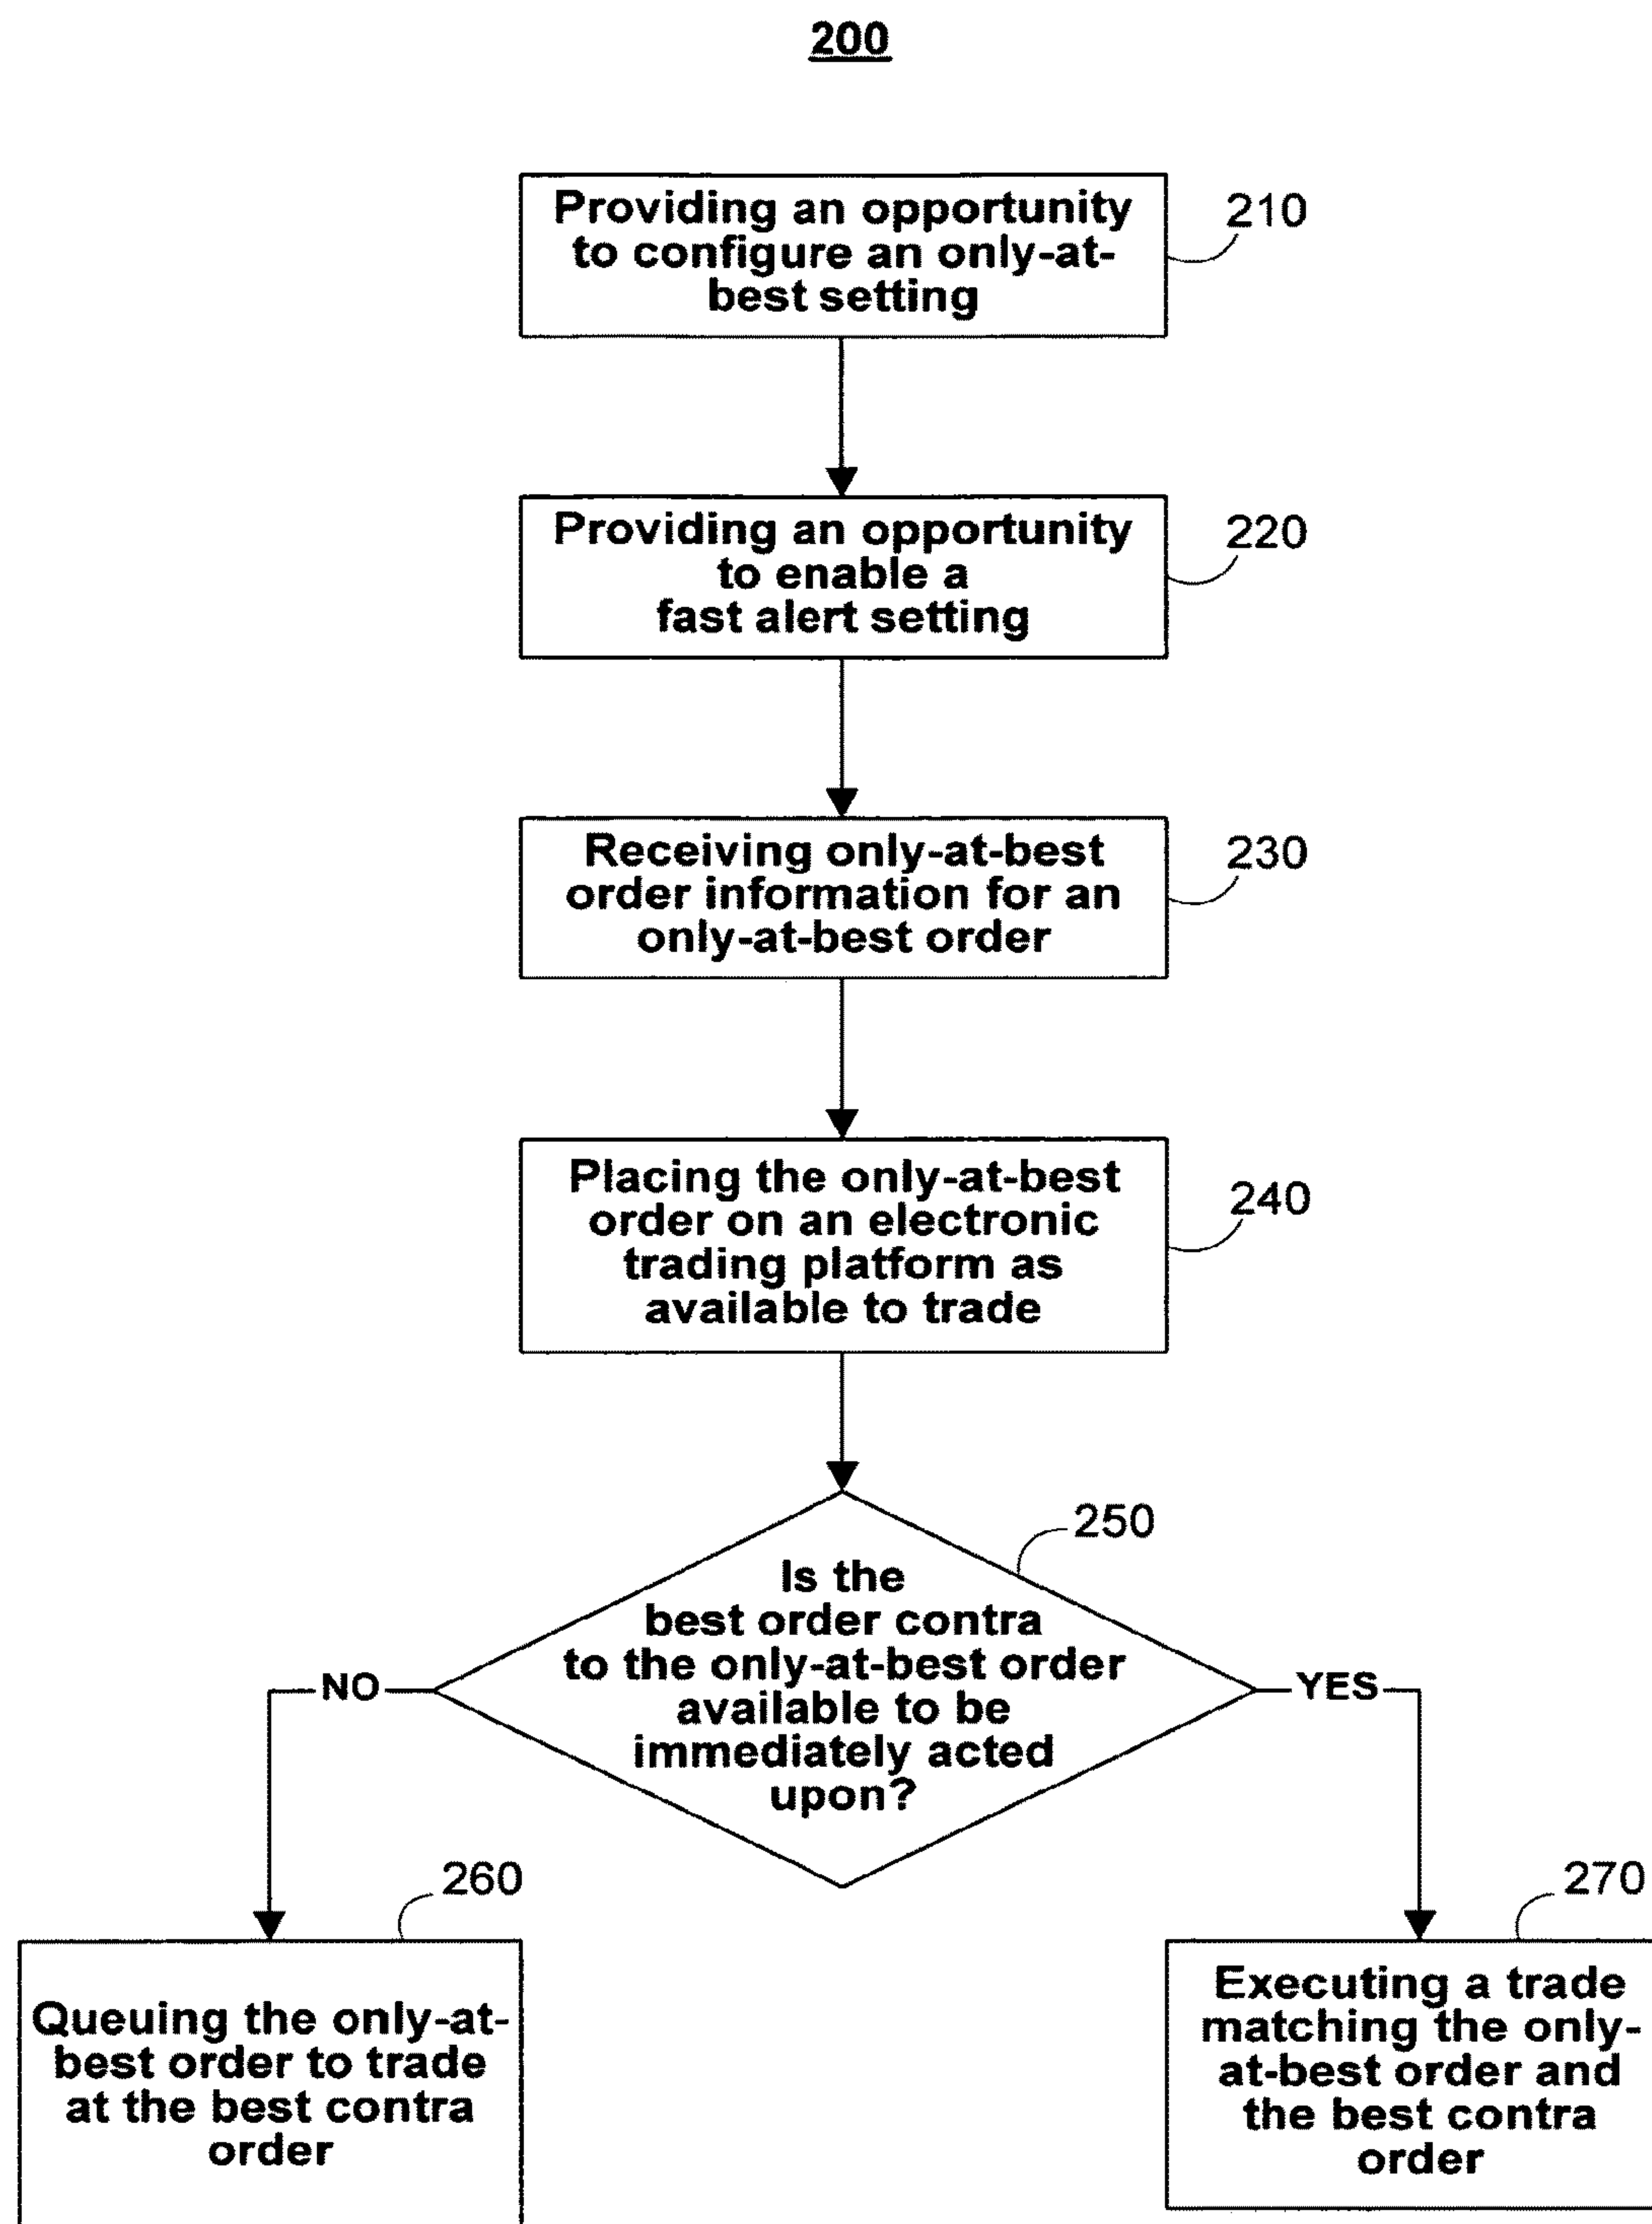 200
Providing an opportunity
to configure an only-at-
best setting
210
Providing an opportunity
to enable a
fast alert setting
220
Receiving only-at-best
order information for an
only-at-best order
230
Placing the only-at-best
order on an electronic
trading platform as
available to trade
240
250
Is the
best order contra
to the only-at-best order
available to be
immediately acted
upon?
NO
YES
260
Queuing the only-at-
best order to trade
at the best contra
order
270
Executing a trade
matching the only-
at-best order and
the best contra
order